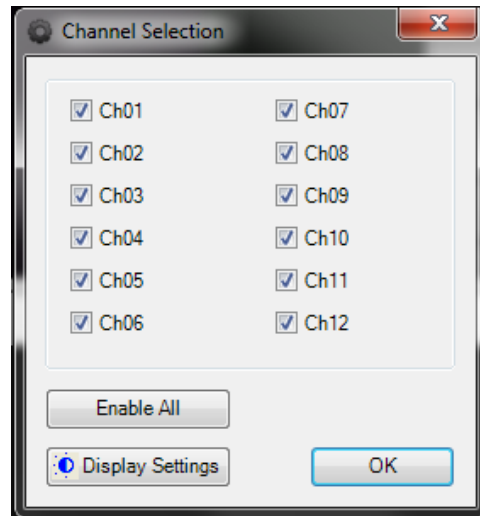 Channel Selection
Ch01
Ch02
Ch03
Ch04
Ch05
Ch06
Ch07
Ch08
Ch09
Ch10
Ch11
Ch12
Enable All
Display Settings
OK